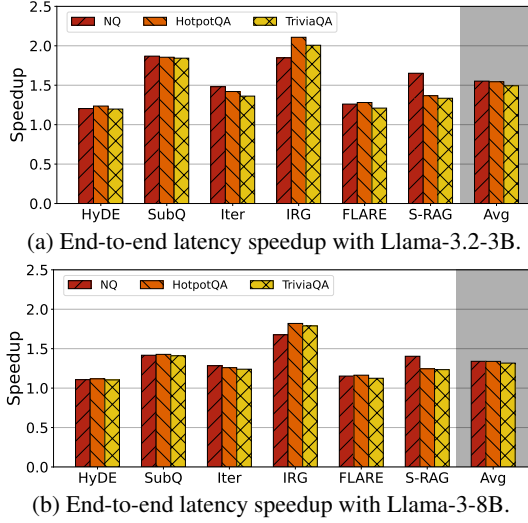 2.5
NQ HotpotQA TriviaQA
2.0
1.5
1.0
0.5
0.0
Speedup
HyDE SubQ Iter IRG FLARE S-RAG Avg
(a) End-to-end latency speedup with Llama-3.2-3B.
2.5
NQ HotpotQA TriviaQA
2.0
1.5
1.0
0.5
0.0
Speedup
HyDE SubQ Iter IRG FLARE S-RAG Avg
(b) End-to-end latency speedup with Llama-3-8B.